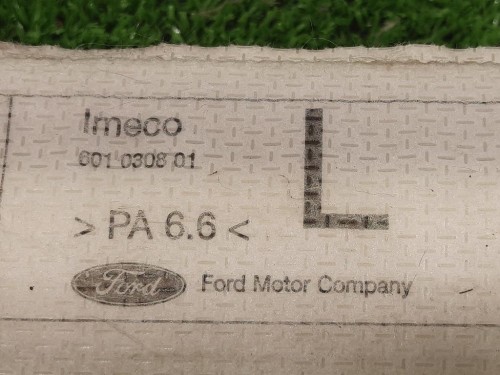 Imeco
601 0308 01
L
> PA 6.6 <
Ford Ford Motor Company